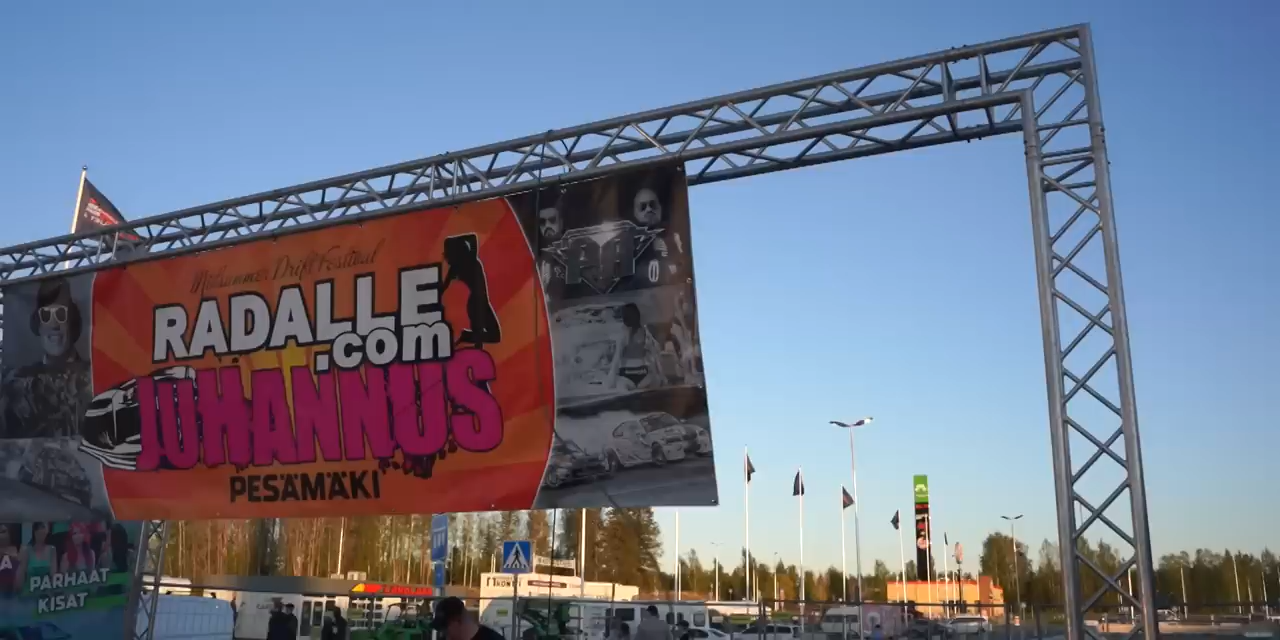 Midsummer Drift Festival
RADALLE
.com
JUHANNUS
PESÄMÄKI
PARHAAT
KISAT